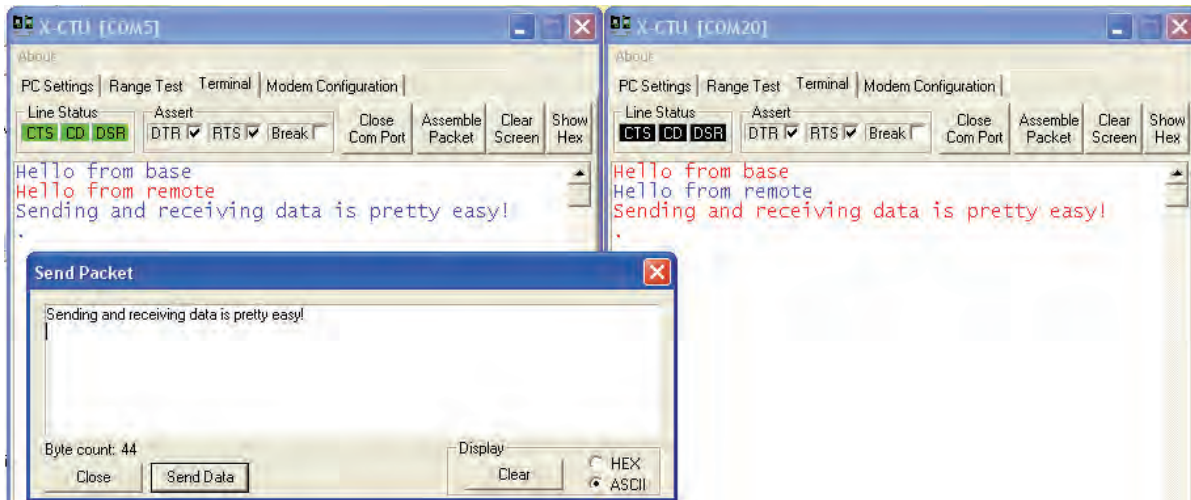 X-CTU [COM5]
About
PC Settings Range Test Terminal Modem Configuration
Line Status
CTS CD DSR
Assert
DTR RTS Break
Close Com Port
Assemble Packet
Clear Screen
Show Hex
Hello from base
Hello from remote
Sending and receiving data is pretty easy!
.
Send Packet
Sending and receiving data is pretty easy!
Byte count: 44
Close
Send Data
Display
Clear
HEX
ASCII
X-CTU [COM20]
About
PC Settings Range Test Terminal Modem Configuration
Line Status
CTS CD DSR
Assert
DTR RTS Break
Close Com Port
Assemble Packet
Clear Screen
Show Hex
Hello from base
Hello from remote
Sending and receiving data is pretty easy!
.